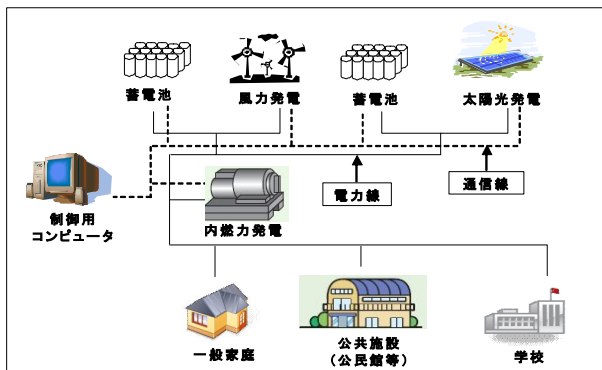 蓄電池
風力発電
蓄電池
太陽光発電
制御用
コンピュータ
内燃力発電
電力線
通信線
一般家庭
公共施設
（公民館等）
学校